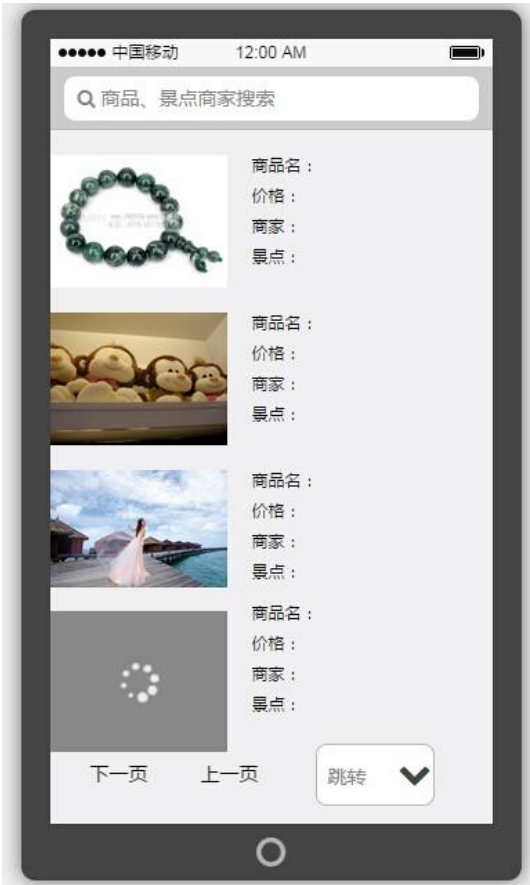 中国移动 12:00 AM
商品、景点商家搜索
商品名：
价格：
商家：
景点：
商品名：
价格：
商家：
景点：
商品名：
价格：
商家：
景点：
商品名：
价格：
商家：
景点：
下一页 上一页 跳转